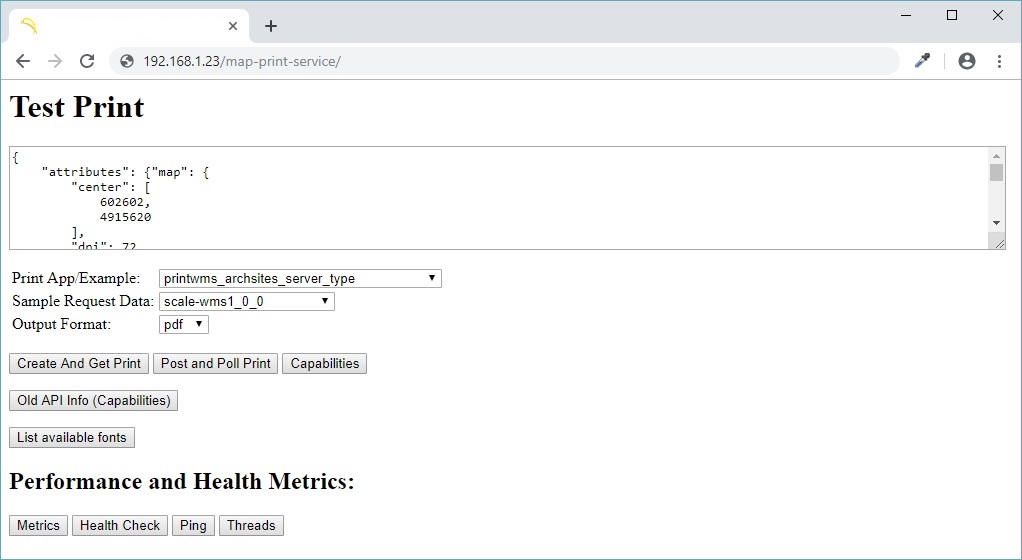 192.168.1.23/map-print-service/
Test Print
{
"attributes": {"map": {
"center": [
602602,
4915620
],
"dpi": 72
Print App/Example: printwms_archsites_server_type
Sample Request Data: scale-wms1_0_0
Output Format: pdf
Create And Get Print Post and Poll Print Capabilities
Old API Info (Capabilities)
List available fonts
Performance and Health Metrics:
Metrics Health Check Ping Threads